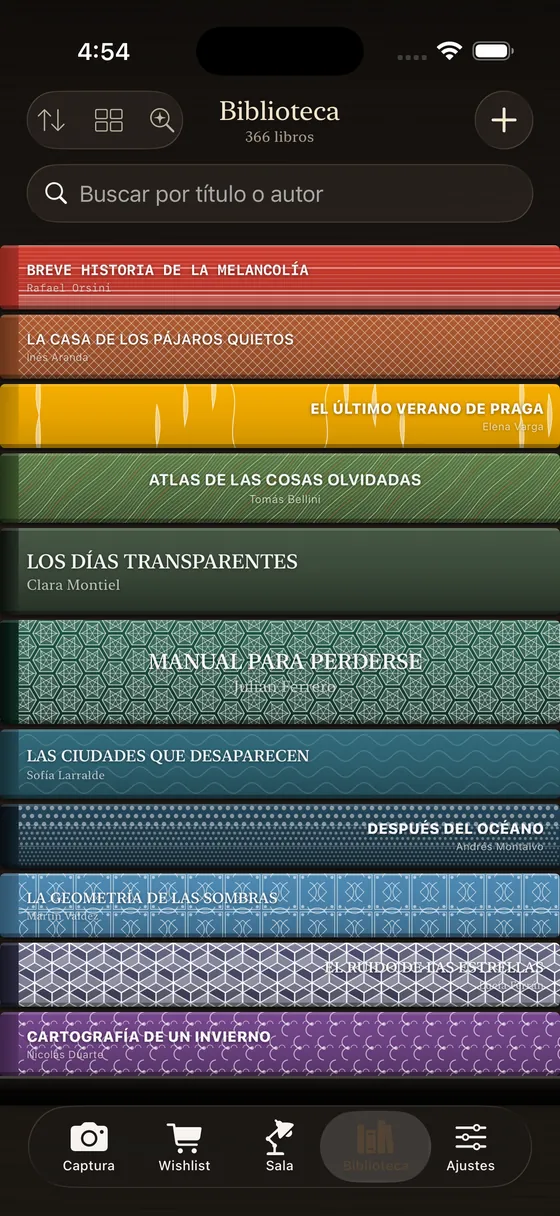 4:54
Biblioteca
366 libros
Buscar por título o autor
BREVE HISTORIA DE LA MELANCOLÍA
Rafael Orsini
LA CASA DE LOS PÁJAROS QUIETOS
Inés Aranda
EL ÚLTIMO VERANO DE PRAGA
Elena Varga
ATLAS DE LAS COSAS OLVIDADAS
Tomás Bellini
LOS DÍAS TRANSPARENTES
Clara Montiel
MANUAL PARA PERDERSE
Julián Ferrero
LAS CIUDADES QUE DESAPARECEN
Sofía Larralde
DESPUÉS DEL OCÉANO
Andrés Montalvo
LA GEOMETRÍA DE LAS SOMBRAS
Martín Valdez
EL RUIDO DE LAS ESTRELLAS
CARTOGRAFÍA DE UN INVIERNO
Nicolás Duarte
Captura
Wishlist
Sala
Biblioteca
Ajustes